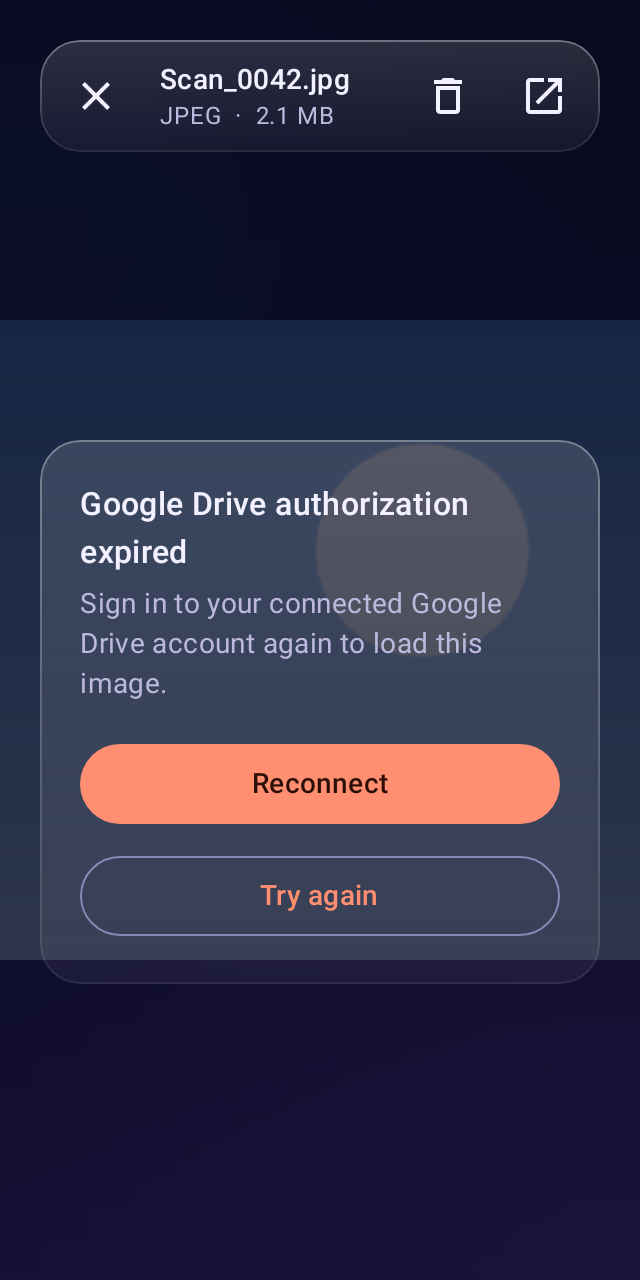 Scan_0042.jpg
JPEG · 2.1 MB
Google Drive authorization
expired
Sign in to your connected Google
Drive account again to load this
image.
Reconnect
Try again